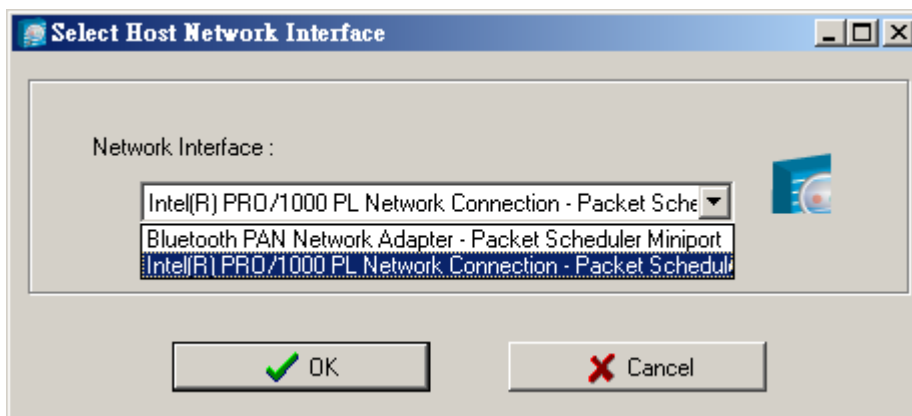 Select Host Network Interface
Network Interface :
Intel(R) PRO/1000 PL Network Connection - Packet Sche
Bluetooth PAN Network Adapter - Packet Scheduler Miniport
Intel(R) PRO/1000 PL Network Connection - Packet Schedul
OK
Cancel